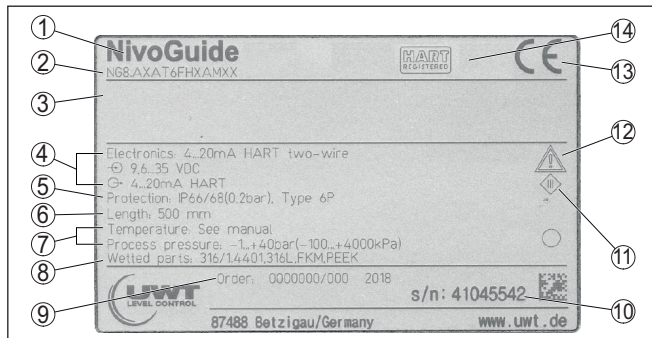 1 NivoGuide HART REGISTERED 14 CE 13
2 NG8.AXAT6FHXAMXX
3
4 Electronics: 4...20mA HART two-wire 12
9,6...35 VDC
4...20mA HART
5 Protection: IP66/68(0.2bar), Type 6P 11
6 Length: 500 mm
7 Temperature: See manual
Process pressure: -1...+40bar(-100...+4000kPa)
8 Wetted parts: 316/1.4401,316L,FKM,PEEK
9 Order: 0000000/000 2018
UWT LEVEL CONTROL
s/n: 41045542 10
87488 Betzigau/Germany www.uwt.de